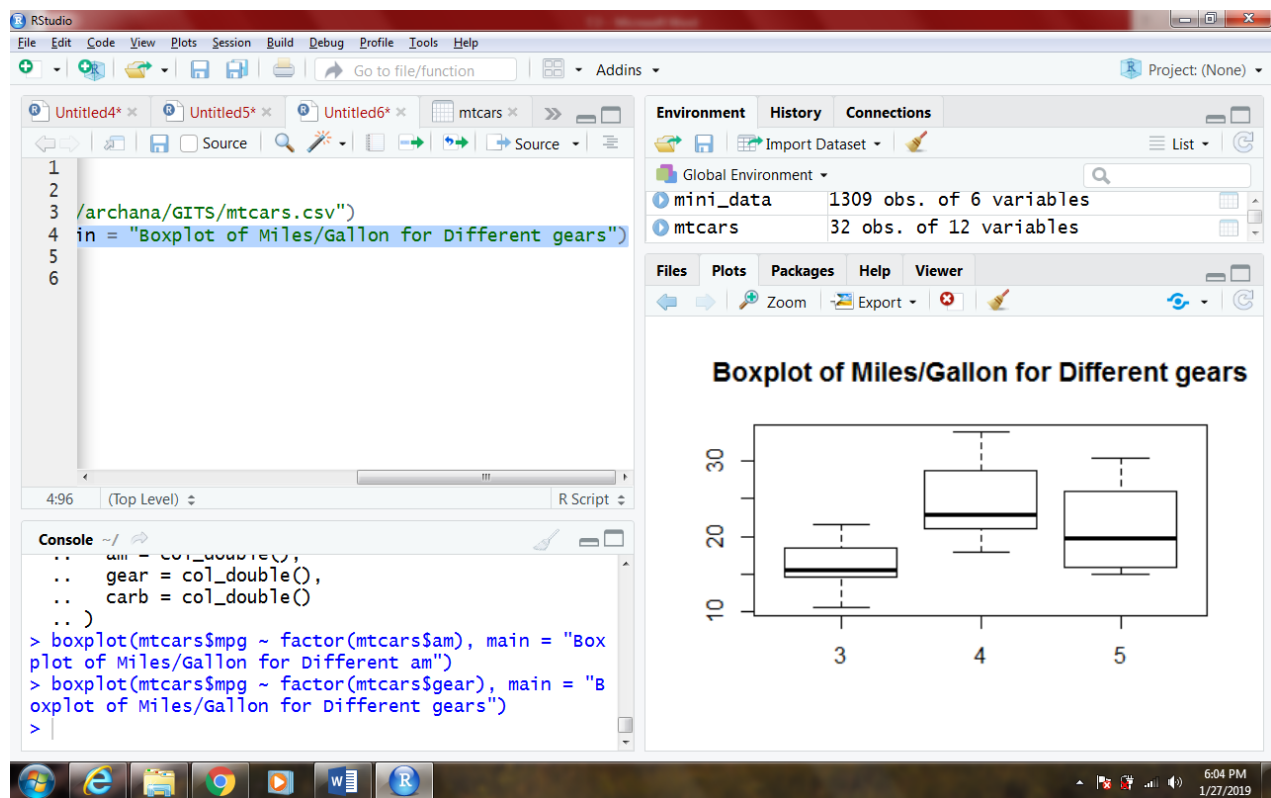 RStudio
File Edit Code View Plots Session Build Debug Profile Tools Help
Go to file/function
Addins
Project: (None)
Untitled4*
Untitled5*
Untitled6*
mtcars
Source
Source
1
2
3 /archana/GITS/mtcars.csv")
4 in = "Boxplot of Miles/Gallon for Different gears")
5
6
4:96 (Top Level) R Script
Console ~/
.. am = col_double(),
.. gear = col_double(),
.. carb = col_double()
.. )
> boxplot(mtcars$mpg ~ factor(mtcars$am), main = "Box
plot of Miles/Gallon for Different am")
> boxplot(mtcars$mpg ~ factor(mtcars$gear), main = "B
oxplot of Miles/Gallon for Different gears")
>
Environment History Connections
Import Dataset
List
Global Environment
mini_data 1309 obs. of 6 variables
mtcars 32 obs. of 12 variables
Files Plots Packages Help Viewer
Zoom Export
Boxplot of Miles/Gallon for Different gears
30
20
10
3 4 5
6:04 PM
1/27/2019